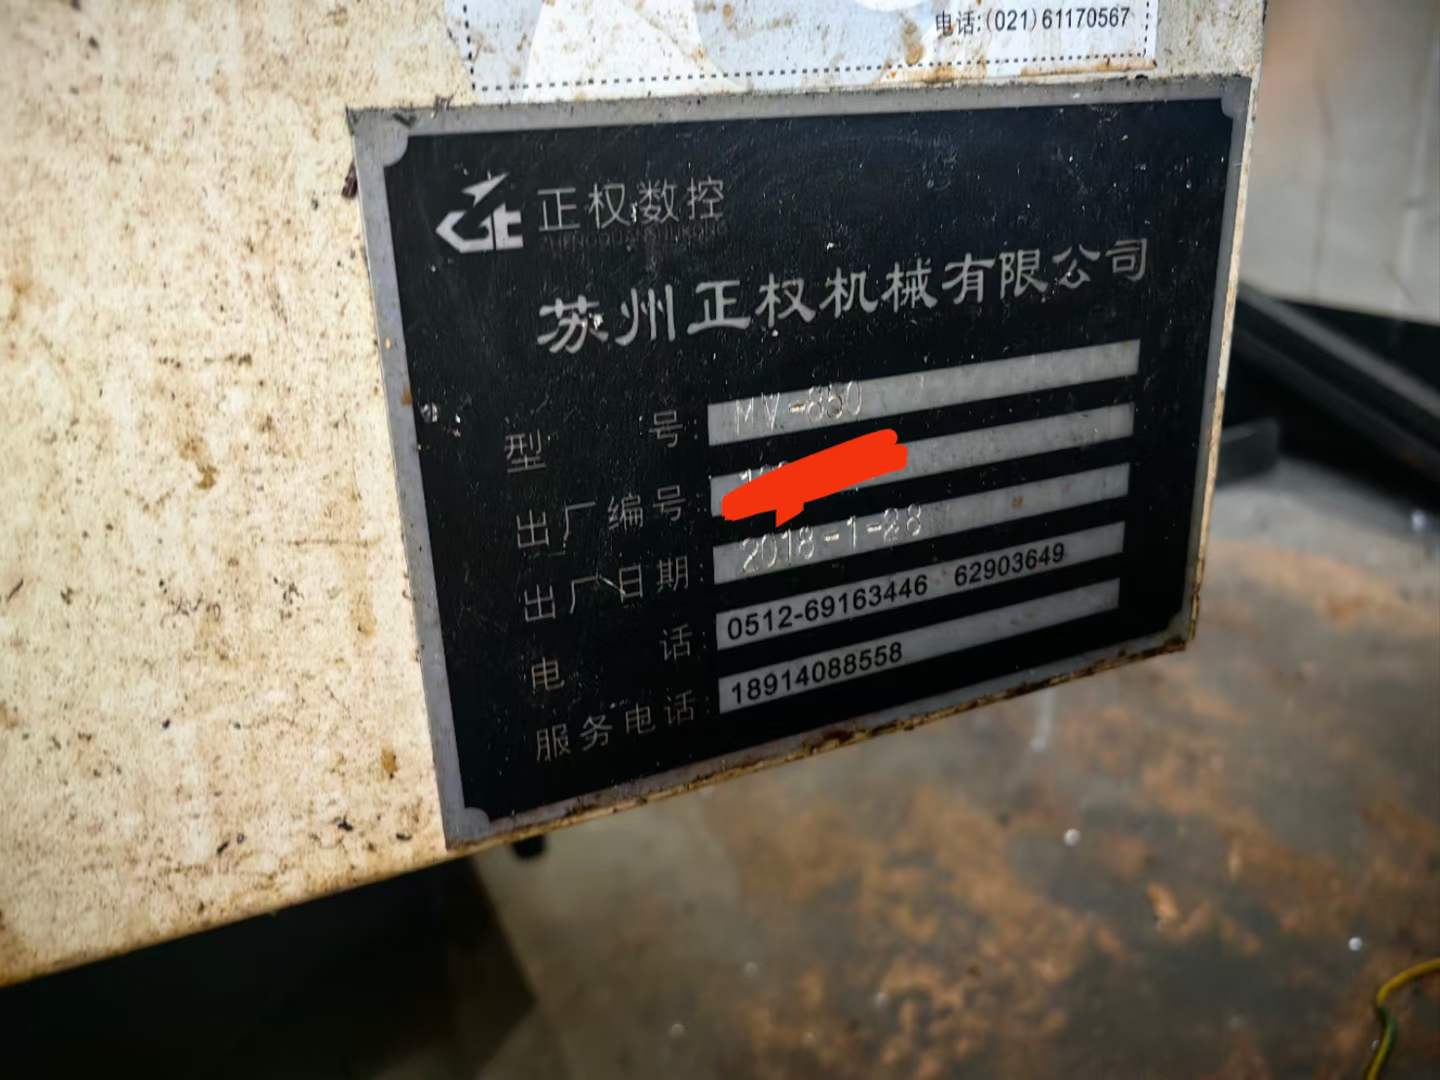 电话:(021)61170567
正权数控
苏州正权机械有限公司
型 号: MV-850
出厂编号:
出厂日期: 2018-1-28
电 话: 0512-69163446 62903649
服务电话: 18914088558